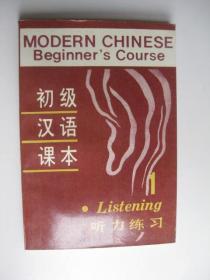 MODERN CHINESE
Beginner's Course
初级
汉语
课本
1
• Listening
听力练习